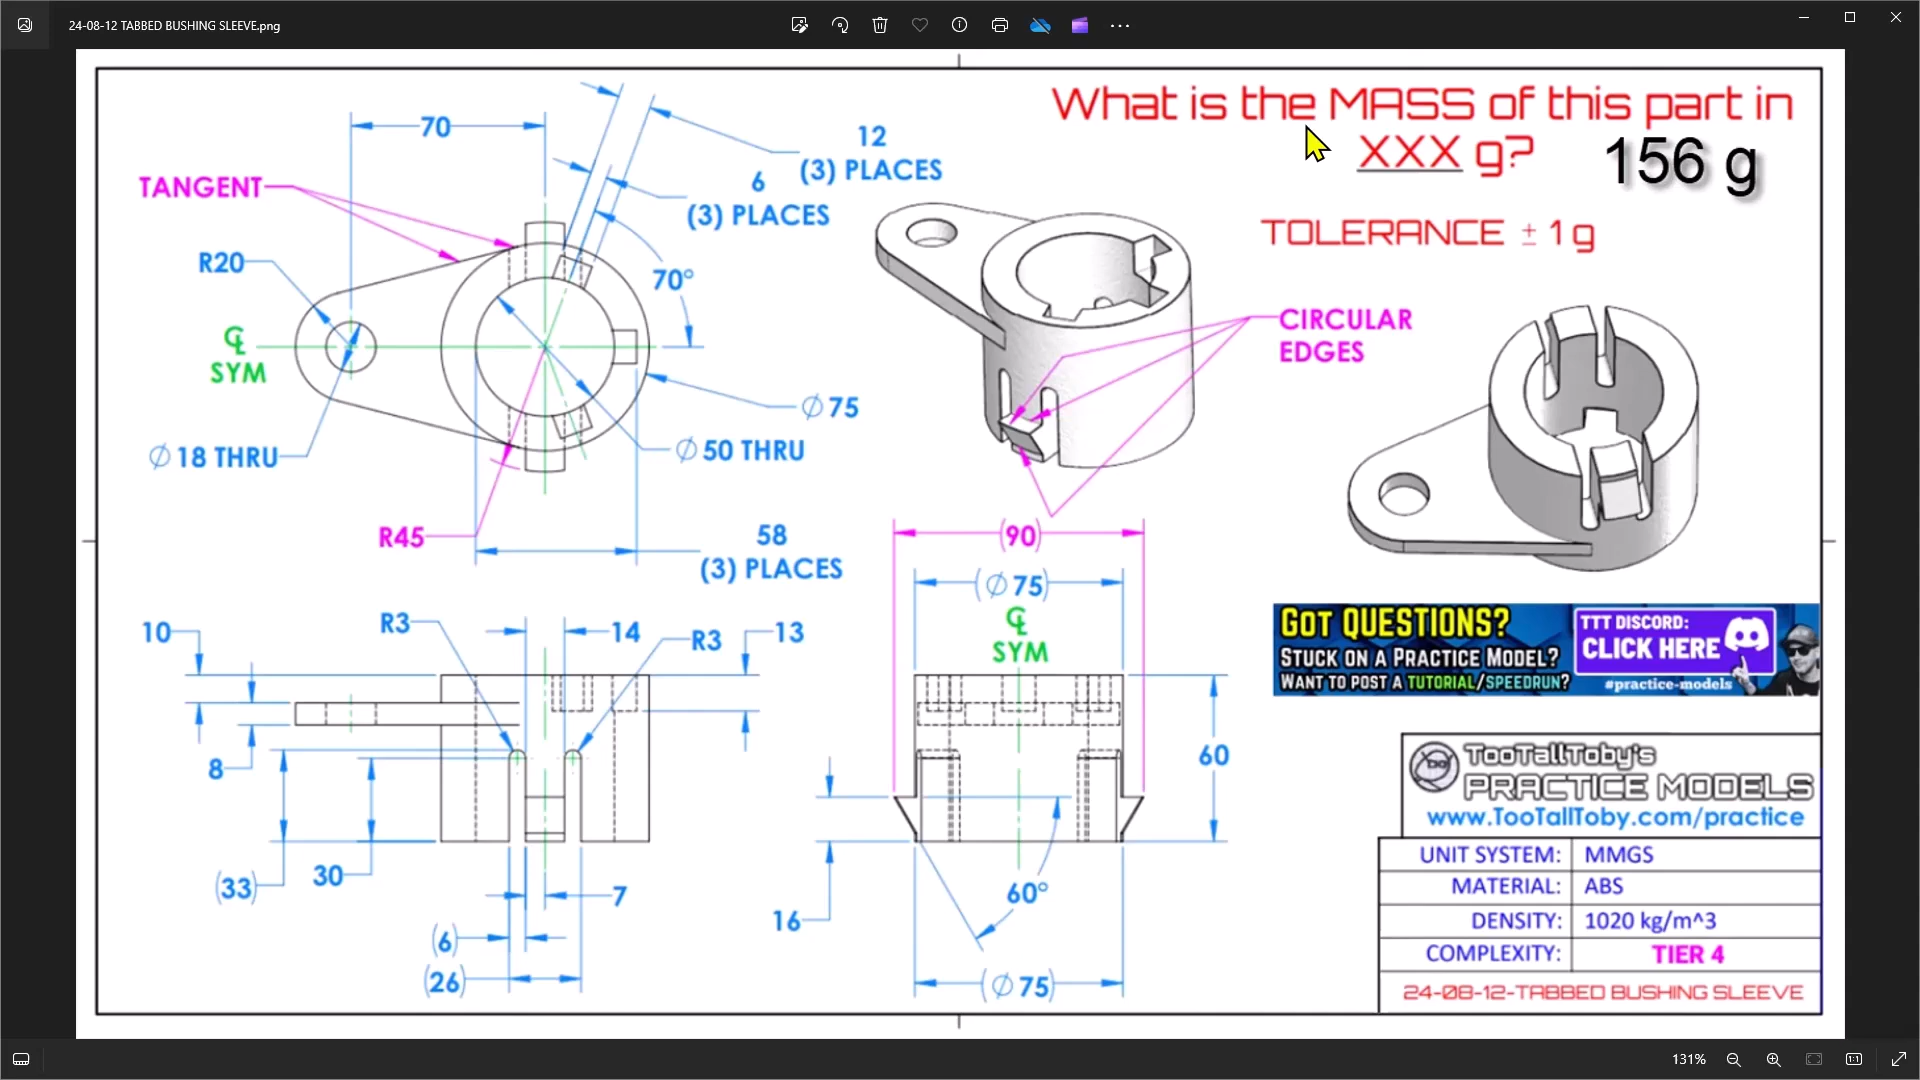 24-08-12 TABBED BUSHING SLEEVE.png
What is the MASS of this part in
XXX g?
156 g
TOLERANCE ± 1 g
70
12
(3) PLACES
6
(3) PLACES
TANGENT
R20
70°
℄
SYM
Ø 75
Ø 18 THRU
Ø 50 THRU
R45
58
(3) PLACES
CIRCULAR
EDGES
(90)
(Ø 75)
℄
SYM
10
R3
14
R3
13
8
60
(33)
30
7
60°
16
(6)
(26)
(Ø 75)
GOT QUESTIONS?
STUCK ON A PRACTICE MODEL?
WANT TO POST A TUTORIAL/SPEEDRUN?
TTT DISCORD:
CLICK HERE
#practice-models
TooTallToby's
PRACTICE MODELS
www.TooTallToby.com/practice
UNIT SYSTEM: MMGS
MATERIAL: ABS
DENSITY: 1020 kg/m^3
COMPLEXITY: TIER 4
24-08-12-TABBED BUSHING SLEEVE
131%